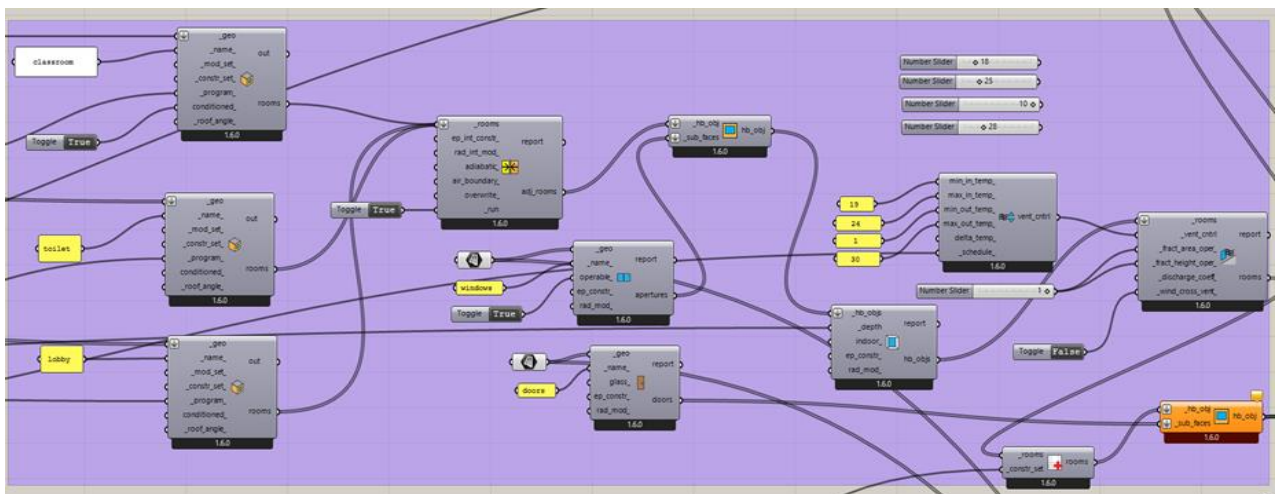 classroom
Toggle True
_geo
_name_
_mod_set_
_constr_set_
_program_
conditioned_
_roof_angle_
out
rooms
1.6.0
toilet
_geo
_name_
_mod_set_
_constr_set_
_program_
conditioned_
_roof_angle_
out
rooms
1.6.0
lobby
_geo
_name_
_mod_set_
_constr_set_
_program_
conditioned_
_roof_angle_
out
rooms
1.6.0
Toggle True
_rooms
ep_int_constr_
rad_int_mod_
adiabatic_
air_boundary_
overwrite_
_run
report
adj_rooms
1.6.0
windows
Toggle True
_geo
_name_
operable_
ep_constr_
rad_mod_
report
apertures
1.6.0
doors
_geo
_name_
glass_
ep_constr_
rad_mod_
report
doors
1.6.0
_hb_obj
_sub_faces_
hb_obj
1.6.0
Number Slider 18
Number Slider 25
Number Slider 10
Number Slider 28
19
24
1
30
min_in_temp_
max_in_temp_
min_out_temp_
max_out_temp_
delta_temp_
_schedule_
vent_cntrl
1.6.0
Number Slider 1
_hb_objs
_depth
indoor_
ep_constr_
rad_mod_
report
hb_objs
1.6.0
Toggle False
_rooms
_vent_cntrl
_fract_area_oper_
_fract_height_oper_
_discharge_coeff_
_wind_cross_vent_
report
rooms
1.6.0
_rooms
_constr_set_
rooms
1.6.0
_hb_obj
_sub_faces_
hb_obj
1.6.0